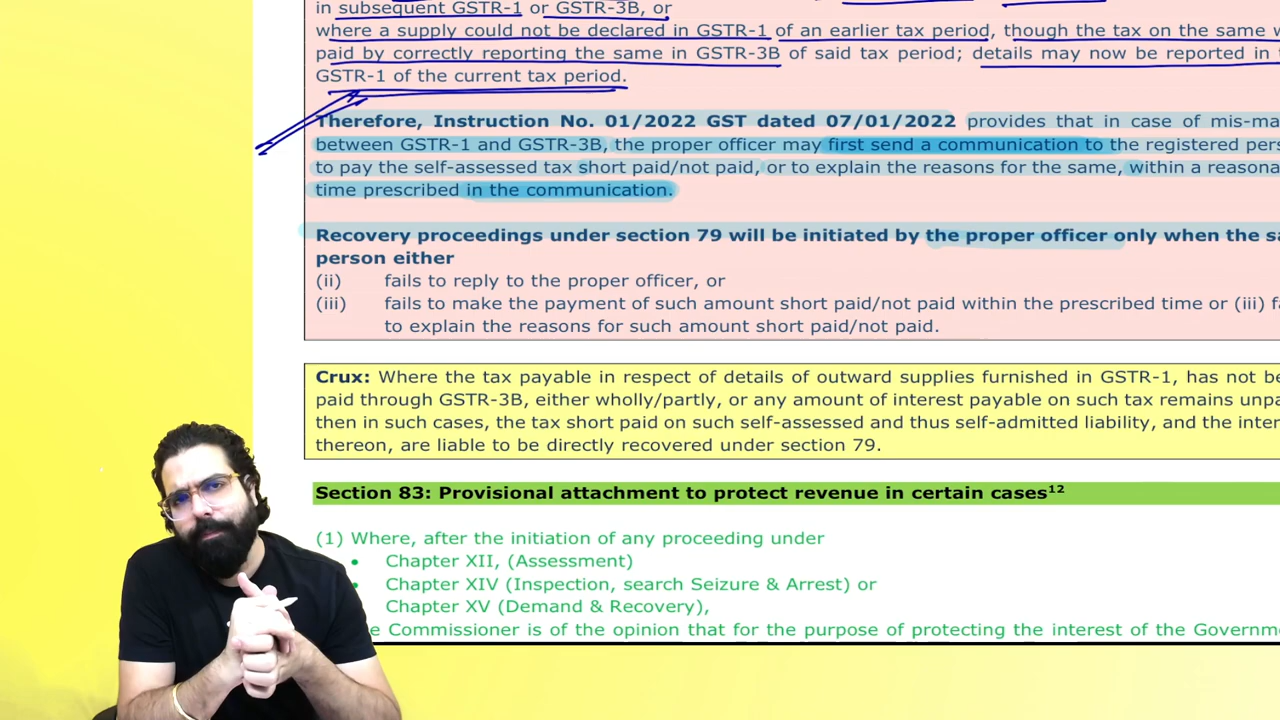 in subsequent GSTR-1 or GSTR-3B, or
where a supply could not be declared in GSTR-1 of an earlier tax period, though the tax on the same
paid by correctly reporting the same in GSTR-3B of said tax period; details may now be reported in
GSTR-1 of the current tax period.
Therefore, Instruction No. 01/2022 GST dated 07/01/2022 provides that in case of mis-ma
between GSTR-1 and GSTR-3B, the proper officer may first send a communication to the registered pers
to pay the self-assessed tax short paid/not paid, or to explain the reasons for the same, within a reasona
time prescribed in the communication.
Recovery proceedings under section 79 will be initiated by the proper officer only when the sa
person either
(ii) fails to reply to the proper officer, or
(iii) fails to make the payment of such amount short paid/not paid within the prescribed time or (iii) fa
to explain the reasons for such amount short paid/not paid.
Crux: Where the tax payable in respect of details of outward supplies furnished in GSTR-1, has not be
paid through GSTR-3B, either wholly/partly, or any amount of interest payable on such tax remains unpa
then in such cases, the tax short paid on such self-assessed and thus self-admitted liability, and the inter
thereon, are liable to be directly recovered under section 79.
Section 83: Provisional attachment to protect revenue in certain cases12
(1) Where, after the initiation of any proceeding under
• Chapter XII, (Assessment)
• Chapter XIV (Inspection, search Seizure & Arrest) or
Chapter XV (Demand & Recovery),
e Commissioner is of the opinion that for the purpose of protecting the interest of the Governm